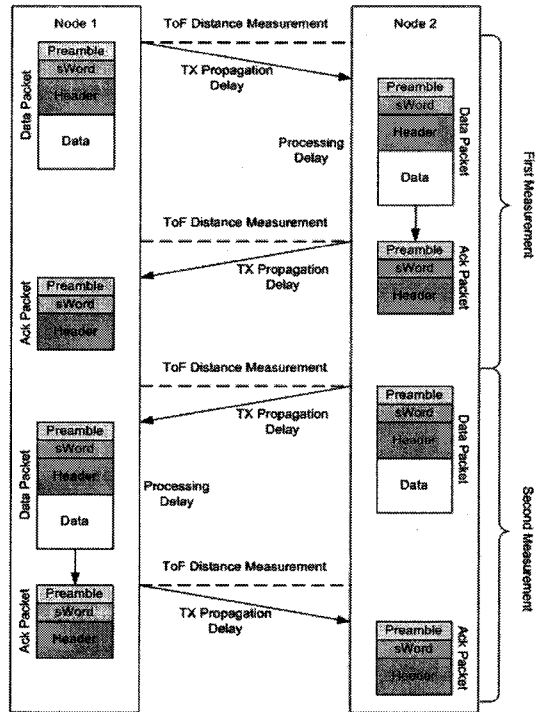 Node 1
ToF Distance Measurement
Node 2
Preamble
sWord
Header
Data
Data Packet
TX Propagation
Delay
Preamble
sWord
Header
Data
Data Packet
Processing
Delay
First Measurement
ToF Distance Measurement
TX Propagation
Delay
Preamble
sWord
Header
Ack Packet
Preamble
sWord
Header
Ack Packet
ToF Distance Measurement
TX Propagation
Delay
Preamble
sWord
Header
Data
Data Packet
Preamble
sWord
Header
Data
Data Packet
Processing
Delay
Second Measurement
ToF Distance Measurement
TX Propagation
Delay
Preamble
sWord
Header
Ack Packet
Preamble
sWord
Header
Ack Packet